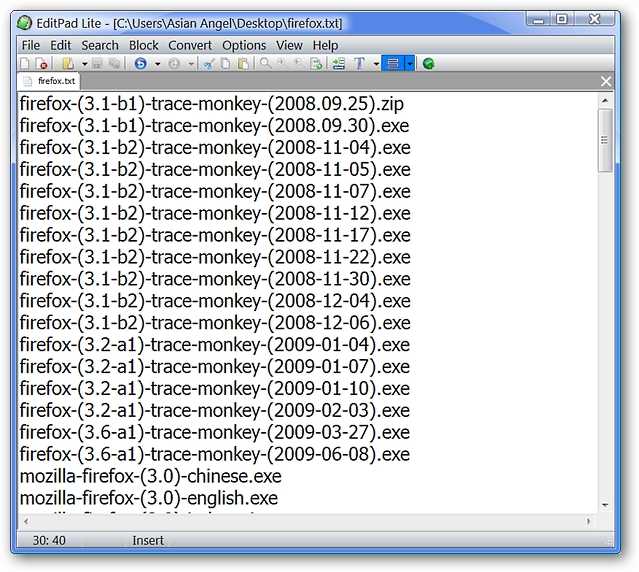 EditPad Lite - [C:\Users\Asian Angel\Desktop\firefox.txt]
File Edit Search Block Convert Options View Help
firefox.txt
firefox-(3.1-b1)-trace-monkey-(2008.09.25).zip
firefox-(3.1-b1)-trace-monkey-(2008.09.30).exe
firefox-(3.1-b2)-trace-monkey-(2008-11-04).exe
firefox-(3.1-b2)-trace-monkey-(2008-11-05).exe
firefox-(3.1-b2)-trace-monkey-(2008-11-07).exe
firefox-(3.1-b2)-trace-monkey-(2008-11-12).exe
firefox-(3.1-b2)-trace-monkey-(2008-11-17).exe
firefox-(3.1-b2)-trace-monkey-(2008-11-22).exe
firefox-(3.1-b2)-trace-monkey-(2008-11-30).exe
firefox-(3.1-b2)-trace-monkey-(2008-12-04).exe
firefox-(3.1-b2)-trace-monkey-(2008-12-06).exe
firefox-(3.2-a1)-trace-monkey-(2009-01-04).exe
firefox-(3.2-a1)-trace-monkey-(2009-01-07).exe
firefox-(3.2-a1)-trace-monkey-(2009-01-10).exe
firefox-(3.2-a1)-trace-monkey-(2009-02-03).exe
firefox-(3.6-a1)-trace-monkey-(2009-03-27).exe
firefox-(3.6-a1)-trace-monkey-(2009-06-08).exe
mozilla-firefox-(3.0)-chinese.exe
mozilla-firefox-(3.0)-english.exe
30: 40 Insert